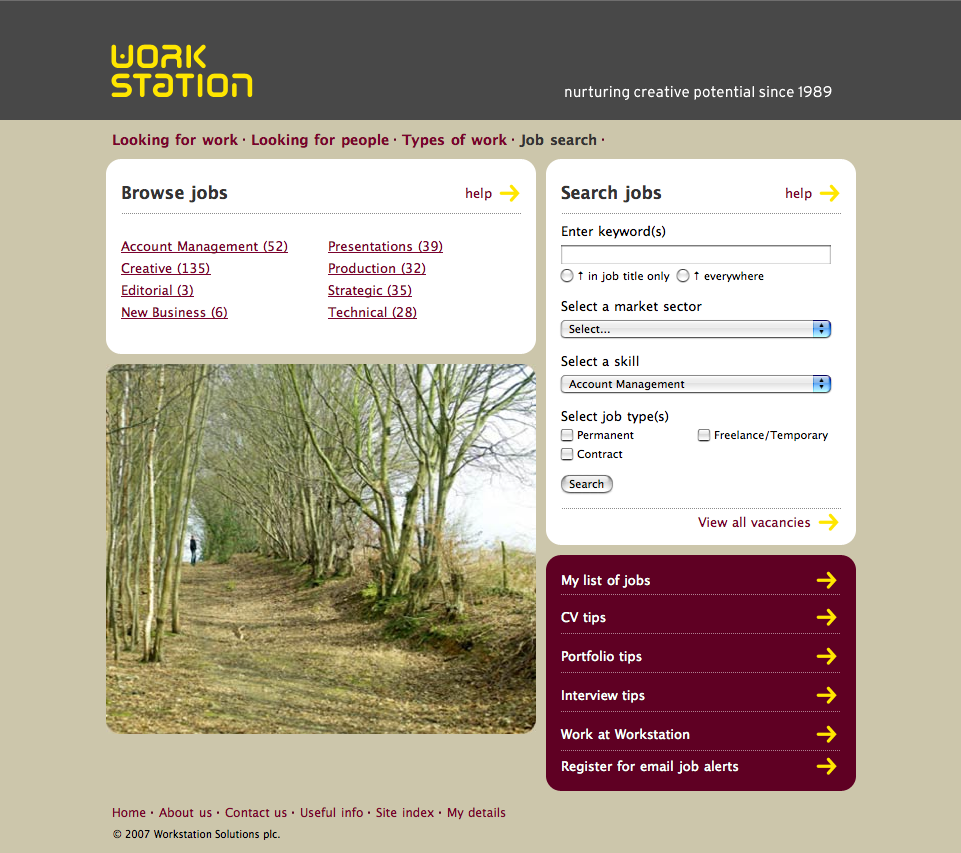 WORK
STATION
nurturing creative potential since 1989
Looking for work · Looking for people · Types of work · Job search ·
Browse jobs
help
Account Management (52)
Presentations (39)
Creative (135)
Production (32)
Editorial (3)
Strategic (35)
New Business (6)
Technical (28)
Search jobs
help
Enter keyword(s)
↑ in job title only ↑ everywhere
Select a market sector
Select...
Select a skill
Account Management
Select job type(s)
Permanent
Freelance/Temporary
Contract
Search
View all vacancies
My list of jobs
CV tips
Portfolio tips
Interview tips
Work at Workstation
Register for email job alerts
Home · About us · Contact us · Useful info · Site index · My details
© 2007 Workstation Solutions plc.